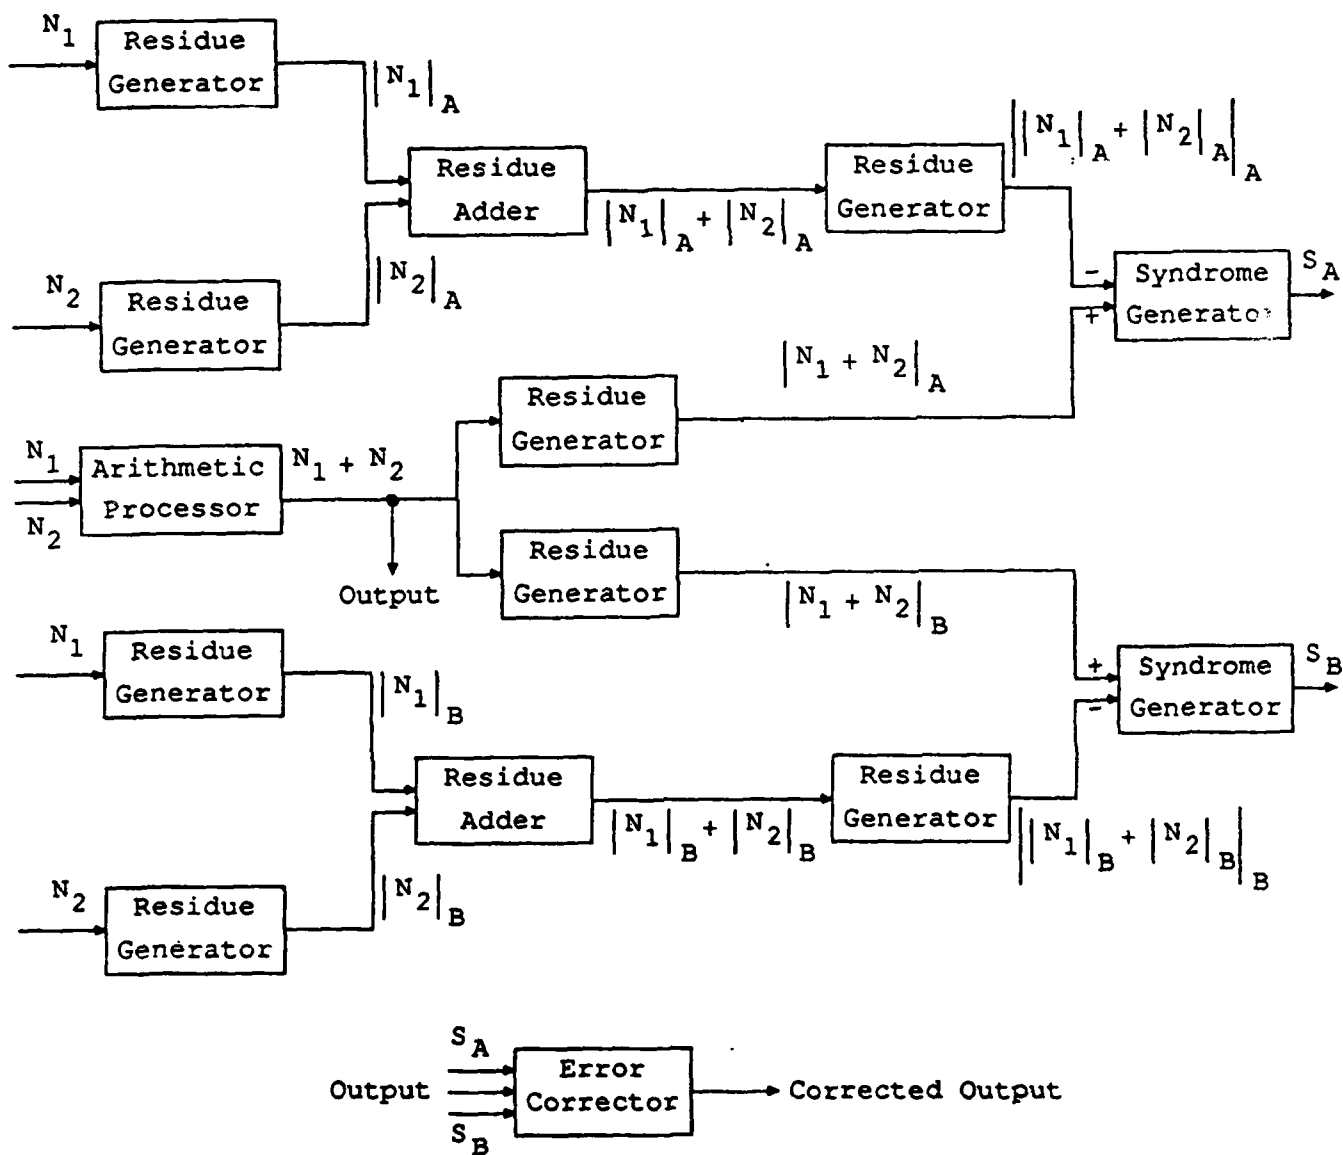 N1
Residue
Generator
|N1|A
Residue
Adder
|N1|A + |N2|A
Residue
Generator
||N1|A + |N2|A|A
N2
Residue
Generator
|N2|A
-
+
Syndrome
Generator
SA
Residue
Generator
|N1 + N2|A
N1
N2
Arithmetic
Processor
N1 + N2
Output
Residue
Generator
|N1 + N2|B
N1
Residue
Generator
|N1|B
+
-
Syndrome
Generator
SB
Residue
Adder
|N1|B + |N2|B
Residue
Generator
||N1|B + |N2|B|B
N2
Residue
Generator
|N2|B
SA
Output
SB
Error
Corrector
Corrected Output